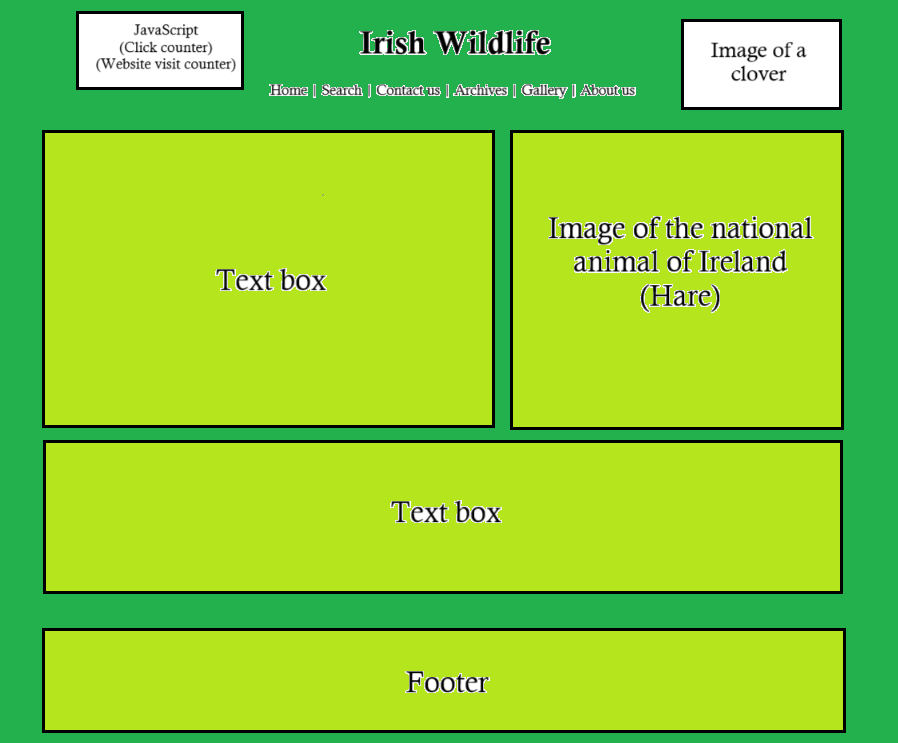 JavaScript
(Click counter)
(Website visit counter)
Irish Wildlife
Home | Search | Contact us | Archives | Gallery | About us
Image of a
clover
Text box
Image of the national
animal of Ireland
(Hare)
Text box
Footer